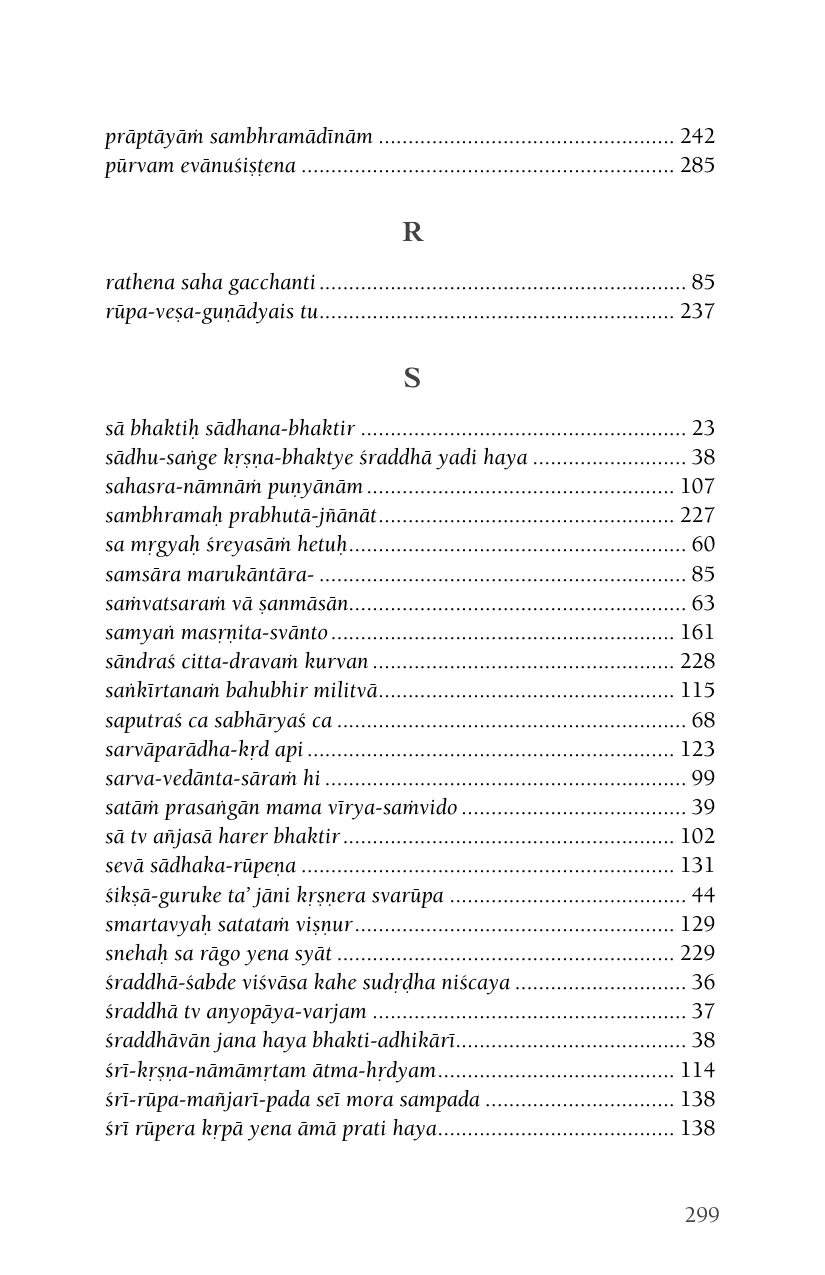 prāptāyāṁ sambhramādīnām .................................................. 242
pūrvam evānuśiṣṭena ............................................................... 285
R
rathena saha gacchanti .............................................................. 85
rūpa-veṣa-guṇādyais tu............................................................ 237
S
sā bhaktiḥ sādhana-bhaktir ....................................................... 23
sādhu-saṅge kṛṣṇa-bhaktye śraddhā yadi haya .......................... 38
sahasra-nāmnāṁ puṇyānām .................................................... 107
sambhramaḥ prabhutā-jñānāt.................................................. 227
sa mṛgyaḥ śreyasāṁ hetuḥ......................................................... 60
samsāra marukāntāra- .............................................................. 85
saṁvatsaraṁ vā ṣanmāsān......................................................... 63
samyaṅ masṛṇita-svānto .......................................................... 161
sāndraś citta-dravaṁ kurvan ................................................... 228
saṅkīrtanaṁ bahubhir militvā.................................................. 115
saputraś ca sabhāryaś ca ........................................................... 68
sarvāparādha-kṛd api .............................................................. 123
sarva-vedānta-sāraṁ hi ............................................................. 99
satāṁ prasaṅgān mama vīrya-saṁvido ...................................... 39
sā tv añjasā harer bhaktir ........................................................ 102
sevā sādhaka-rūpeṇa ............................................................... 131
śikṣā-guruke ta’ jāni kṛṣṇera svarūpa ........................................ 44
smartavyaḥ satataṁ viṣṇur ...................................................... 129
snehaḥ sa rāgo yena syāt ......................................................... 229
śraddhā-śabde viśvāsa kahe sudṛḍha niścaya ............................. 36
śraddhā tv anyopāya-varjam ..................................................... 37
śraddhāvān jana haya bhakti-adhikārī....................................... 38
śrī-kṛṣṇa-nāmāmṛtam ātma-hṛdyam........................................ 114
śrī-rūpa-mañjarī-pada seī mora sampada ................................ 138
śrī rūpera kṛpā yena āmā prati haya........................................ 138
299